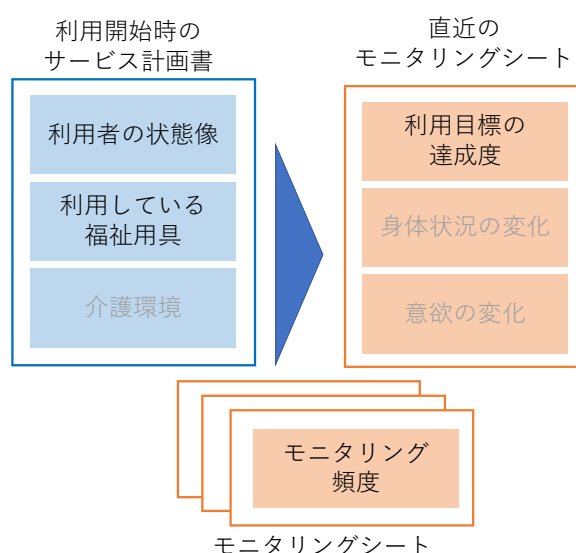 利用開始時の
サービス計画書
利用者の状態像
利用している
福祉用具
介護環境
直近の
モニタリングシート
利用目標の
達成度
身体状況の変化
意欲の変化
モニタリング
頻度
モニタリングシート